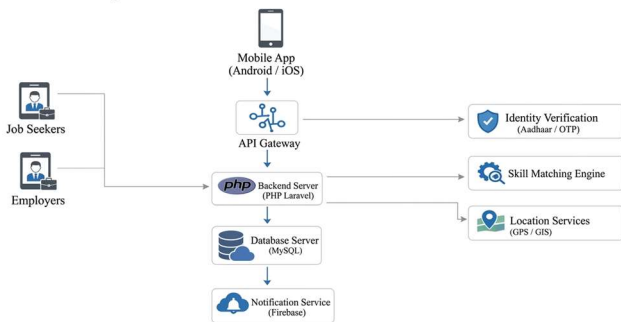 Mobile App
(Android / iOS)
Job Seekers
Employers
API Gateway
Identity Verification
(Aadhaar / OTP)
php
Backend Server
(PHP Laravel)
Skill Matching Engine
Location Services
(GPS / GIS)
Database Server
(MySQL)
Notification Service
(Firebase)